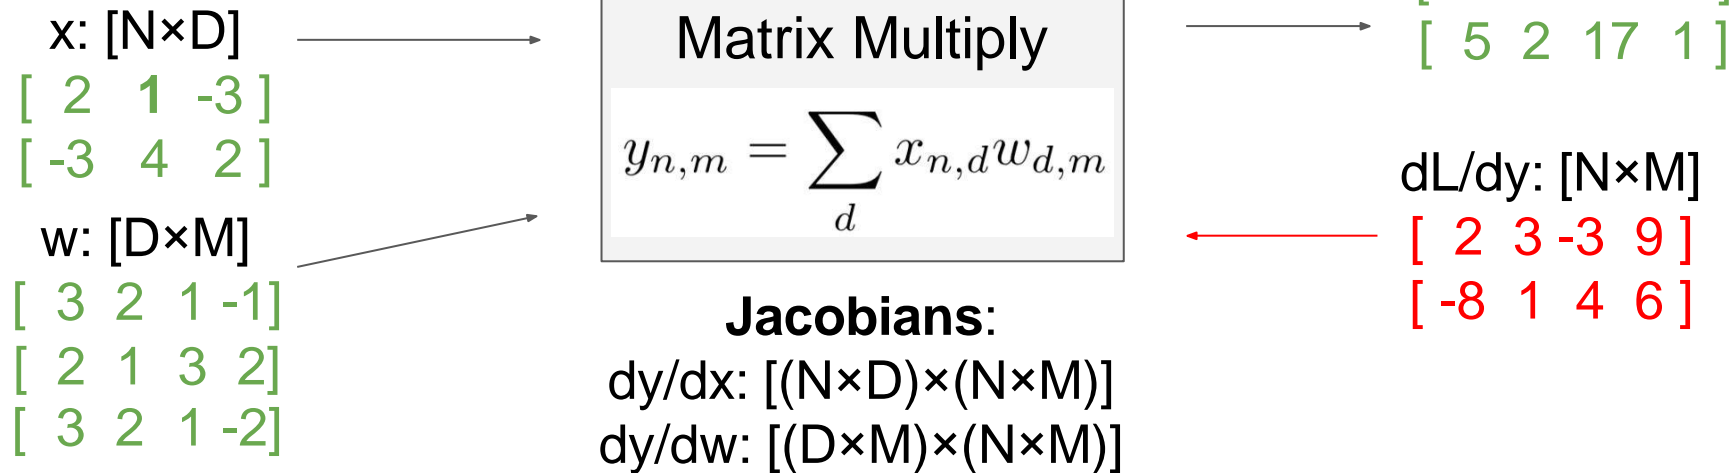 x: [N×D]
[ 2 1 -3 ]
[ -3 4 2 ]
w: [D×M]
[ 3 2 1 -1]
[ 2 1 3 2]
[ 3 2 1 -2]
Matrix Multiply
y_{n,m} = \sum_{d} x_{n,d} w_{d,m}
Jacobians:
dy/dx: [(N×D)×(N×M)]
dy/dw: [(D×M)×(N×M)]
[ 5 2 17 1 ]
dL/dy: [N×M]
[ 2 3 -3 9 ]
[ -8 1 4 6 ]